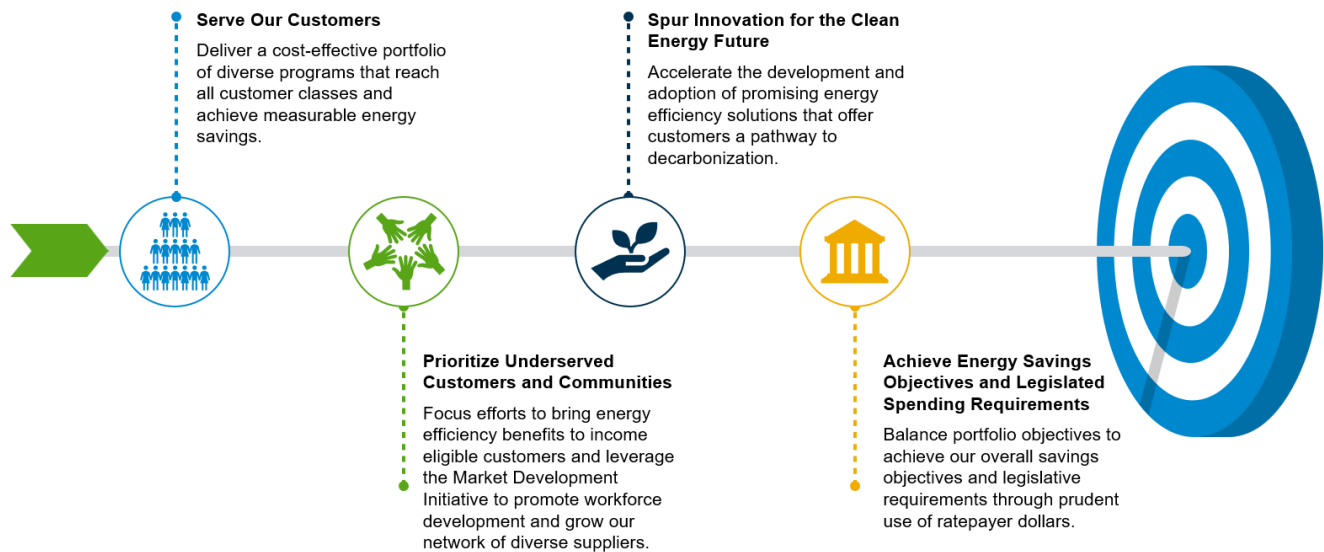 Serve Our Customers
Deliver a cost-effective portfolio
of diverse programs that reach
all customer classes and
achieve measurable energy
savings.
Prioritize Underserved
Customers and Communities
Focus efforts to bring energy
efficiency benefits to income
eligible customers and leverage
the Market Development
Initiative to promote workforce
development and grow our
network of diverse suppliers.
Spur Innovation for the Clean
Energy Future
Accelerate the development and
adoption of promising energy
efficiency solutions that offer
customers a pathway to
decarbonization.
Achieve Energy Savings
Objectives and Legislated
Spending Requirements
Balance portfolio objectives to
achieve our overall savings
objectives and legislative
requirements through prudent
use of ratepayer dollars.